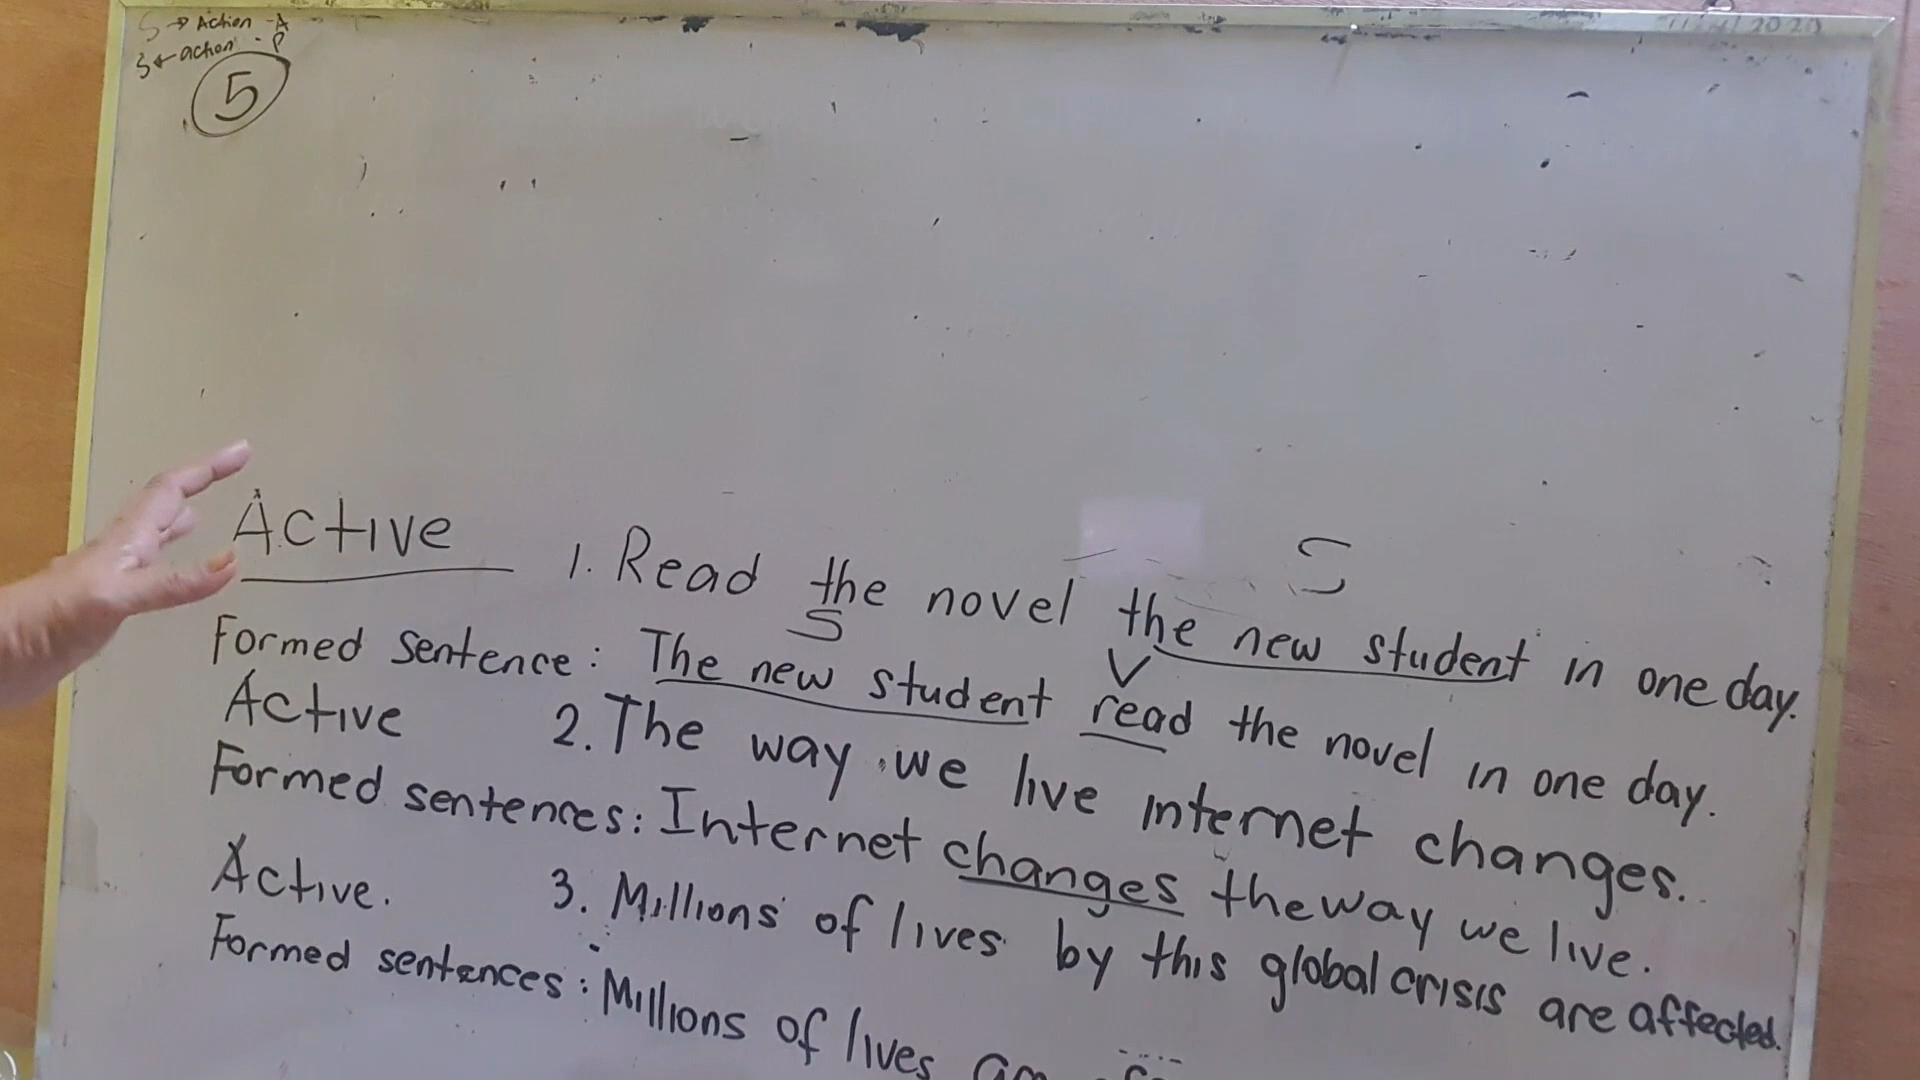 S → Action - A
S ← action - P
5
Active 1. Read the novel the new student in one day.
S
S
V
Formed sentence: The new student read the novel in one day.
Active 2. The way we live internet changes.
Formed sentences: Internet changes the way we live.
Active. 3. Millions of lives by this global crisis are affected.
Formed sentences: Millions of lives